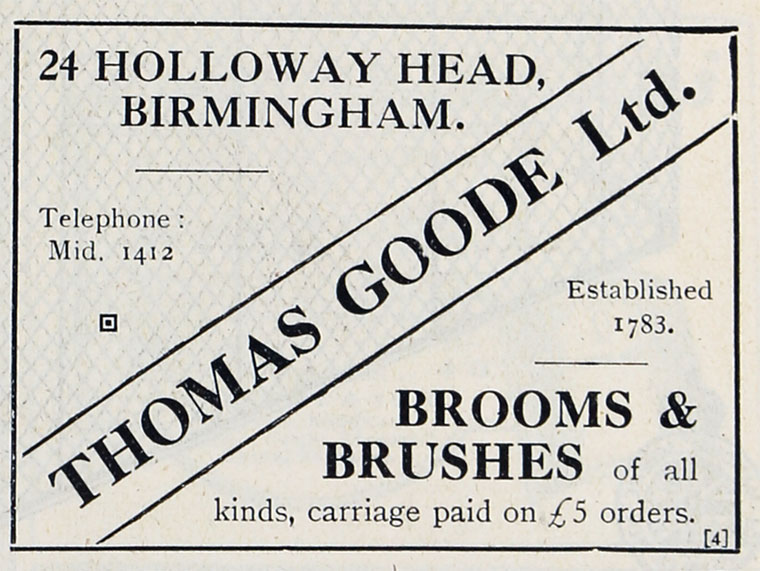 24 HOLLOWAY HEAD,
BIRMINGHAM.
Telephone :
Mid. 1412
THOMAS GOODE Ltd.
Established
1783.
BROOMS &
BRUSHES of all
kinds, carriage paid on £5 orders.
[4]